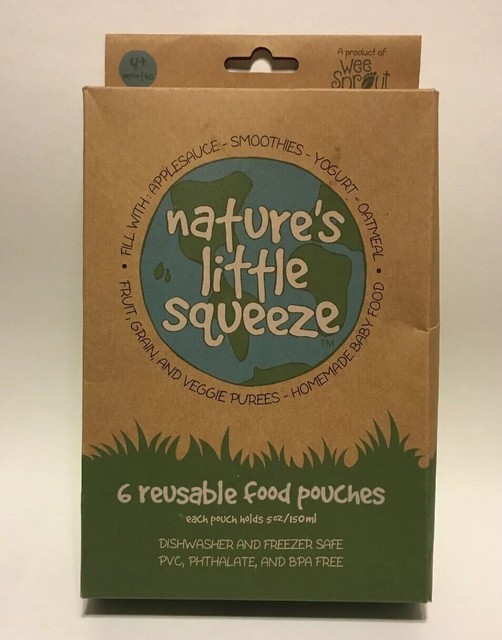 4+
months
A product of
Wee
Sprout
FILL WITH: APPLESAUCE - SMOOTHIES - YOGURT - OATMEAL •
FRUIT, GRAIN, AND VEGGIE PUREES - HOMEMADE BABY FOOD •
nature's
little
squeeze
TM
6 reusable food pouches
each pouch holds 5oz/150ml
DISHWASHER AND FREEZER SAFE
PVC, PHTHALATE, AND BPA FREE